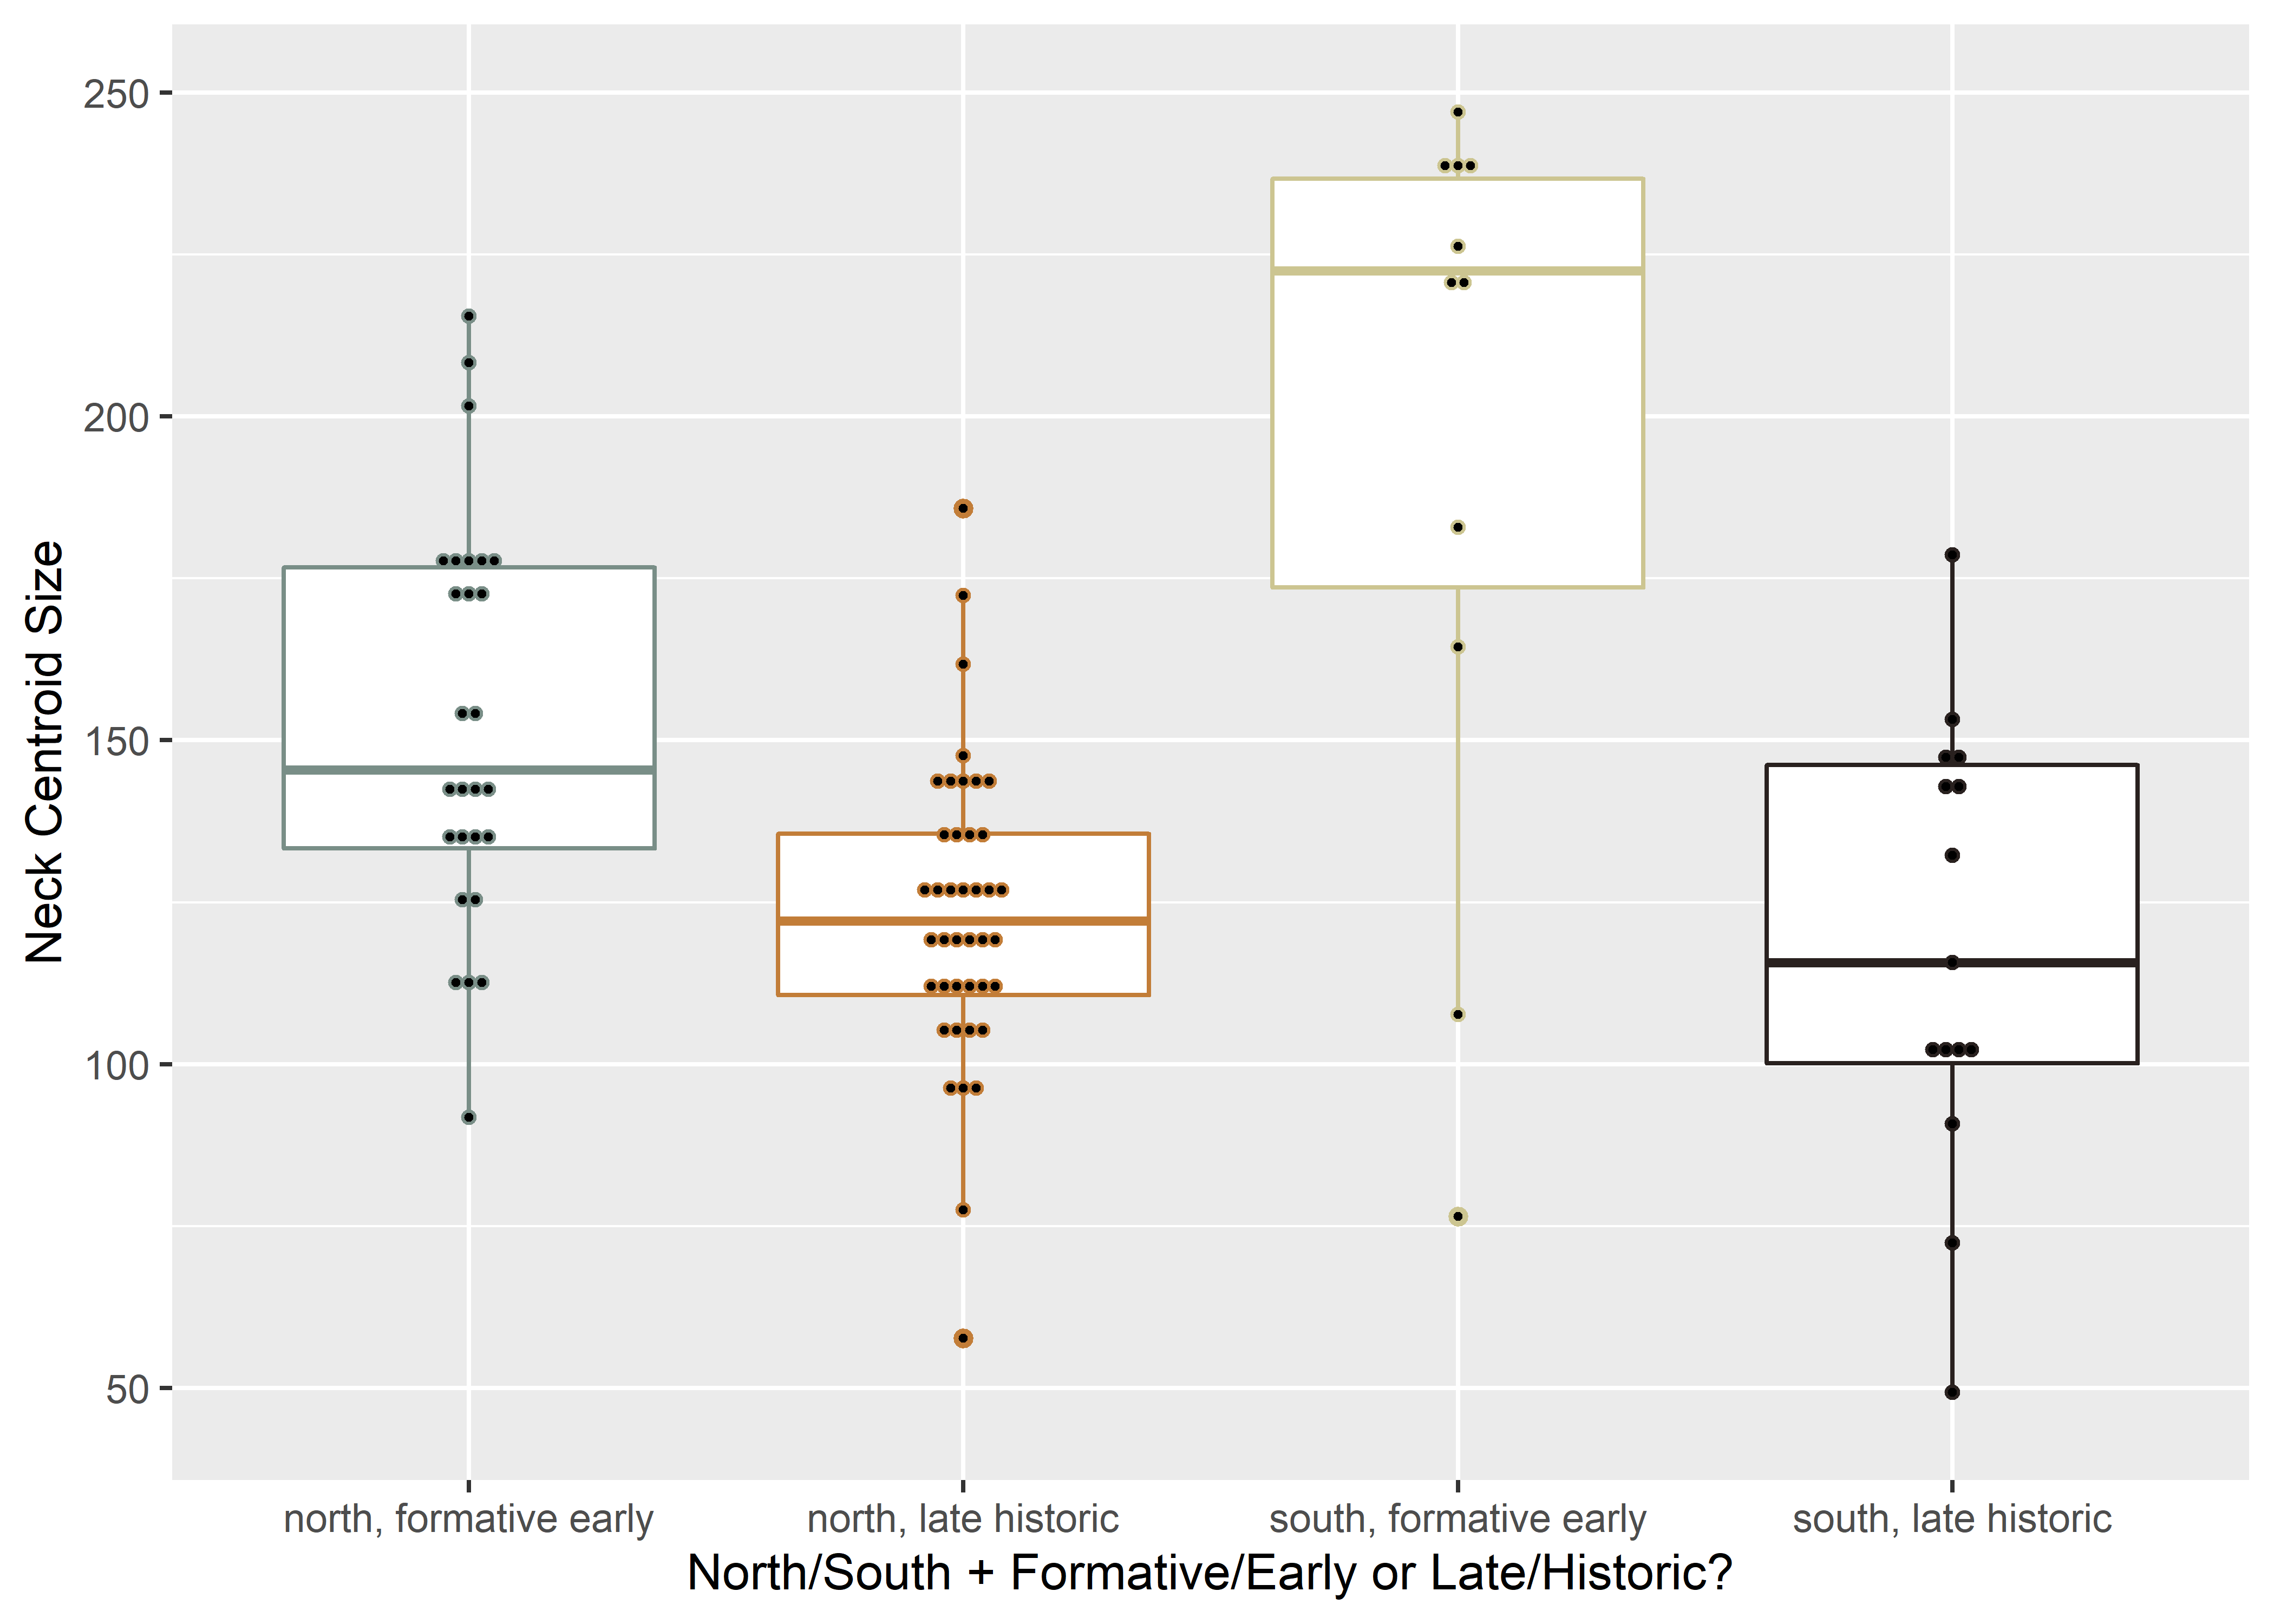 250
200
150
100
50
Neck Centroid Size
north, formative early
north, late historic
south, formative early
south, late historic
North/South + Formative/Early or Late/Historic?